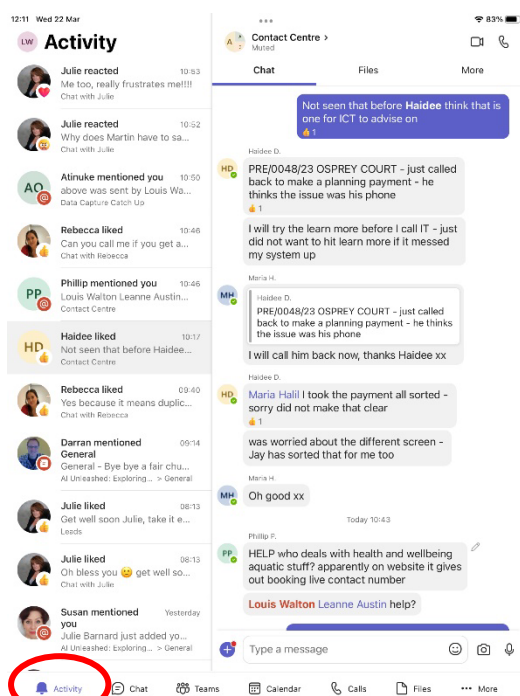 12:11 Wed 22 Mar
83%
LW Activity
Julie reacted 10:53
Me too, really frustrates me!!!!
Chat with Julie
Julie reacted 10:52
Why does Martin have to sa...
Chat with Julie
AO
Atinuke mentioned you 10:50
above was sent by Louis Wa...
Data Capture Catch Up
Rebecca liked 10:46
Can you call me if you get a...
Chat with Rebecca
PP
Phillip mentioned you 10:46
Louis Walton Leanne Austin...
Contact Centre
HD
Haidee liked 10:17
Not seen that before Haidee...
Contact Centre
Rebecca liked 09:40
Yes because it means duplic...
Chat with Rebecca
Darran mentioned 09:14
General
General - Bye bye a fair chu...
AI Unleashed: Exploring... > General
Julie liked 08:13
Get well soon Julie, take it e...
Leads
Julie liked 08:13
Oh bless you 😕 get well so...
Chat with Julie
Susan mentioned Yesterday
you
Julie Barnard just added yo...
AI Unleashed: Exploring... > General
Contact Centre >
Muted
Chat Files More
Not seen that before Haidee think that is
one for ICT to advise on
👍 1
Haidee D.
HD
PRE/0048/23 OSPREY COURT - just called
back to make a planning payment - he
thinks the issue was his phone
👍 1
I will try the learn more before I call IT - just
did not want to hit learn more if it messed
my system up
Maria H.
MH
Haidee D.
PRE/0048/23 OSPREY COURT - just called
back to make a planning payment - he thinks
the issue was his phone
I will call him back now, thanks Haidee xx
Haidee D.
HD
Maria Halil I took the payment all sorted -
sorry did not make that clear
👍 1
was worried about the different screen -
Jay has sorted that for me too
Maria H.
MH
Oh good xx
Today 10:43
Phillip P.
PP
HELP who deals with health and wellbeing
aquatic stuff? apparently on website it gives
out booking live contact number
Louis Walton Leanne Austin help?
Type a message
Activity Chat Teams Calendar Calls Files More